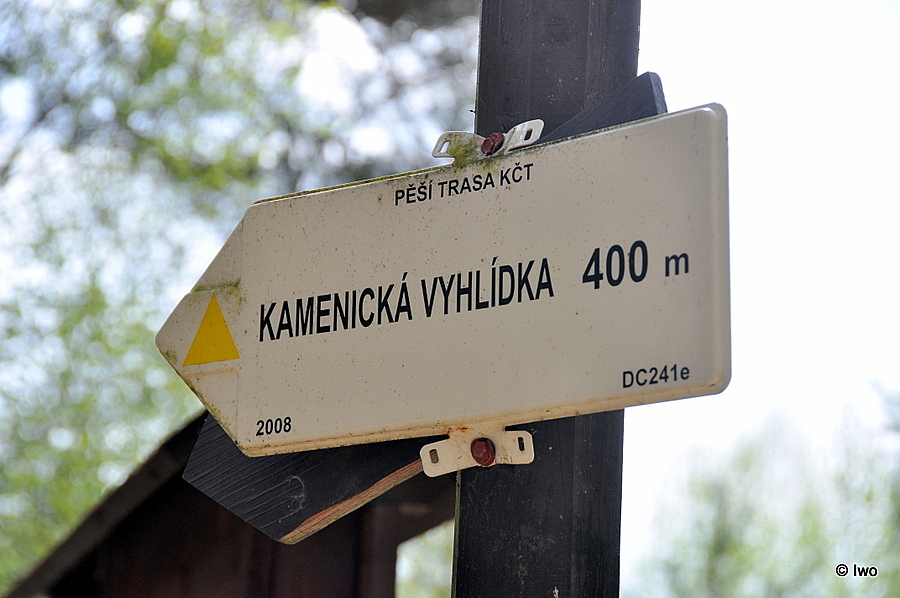 PĚŠÍ TRASA KČT
KAMENICKÁ VYHLÍDKA 400 m
DC241e
2008
© Iwo